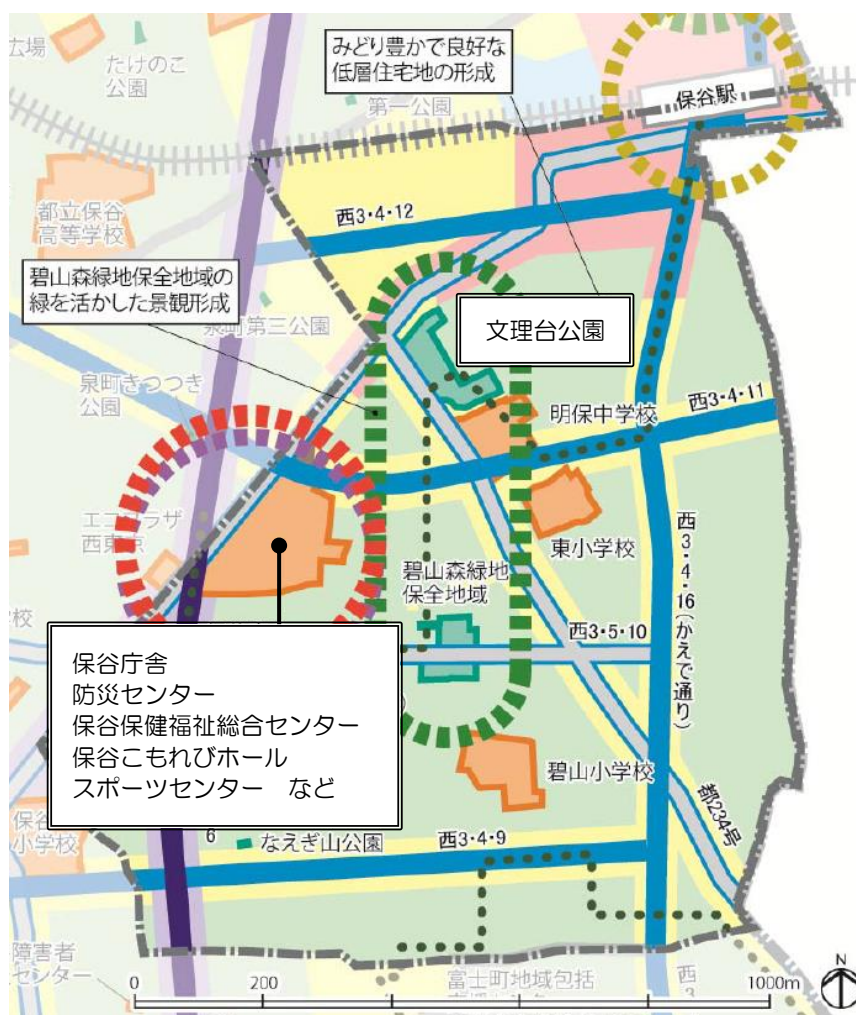 広場
たけのこ
公園
みどり豊かで良好な
低層住宅地の形成
第一公園
保谷駅
都立保谷
高等学校
西3・4・12
碧山森緑地保全地域の
緑を活かした景観形成
泉町第三公園
文理台公園
泉町きつつき
公園
明保中学校
西3・4・11
エコプラザ
西東京
東小学校
碧山森緑地
保全地域
西3・4・16(かえで通り)
西3・5・10
保谷庁舎
防災センター
保谷保健福祉総合センター
保谷こもれびホール
スポーツセンター など
碧山小学校
都234号
保谷
小学校
6
なえぎ山公園
西3・4・9
障害者
センター
富士町地域包括
西3
0
200
1000m
N